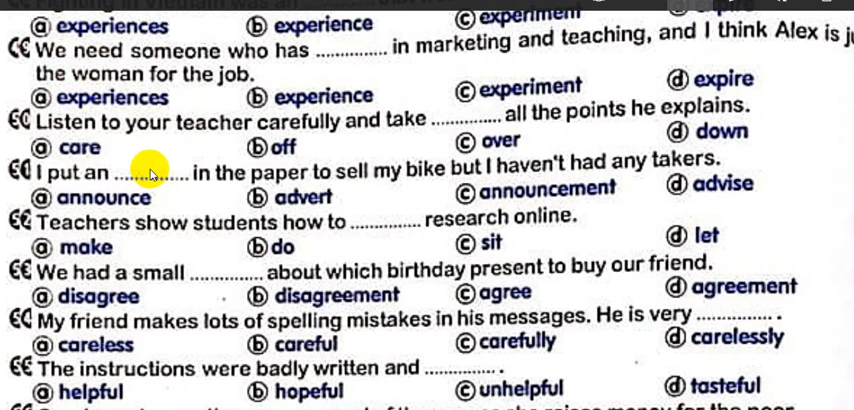 ⓐ experiences ⓑ experience ⓒ experiment
We need someone who has .............. in marketing and teaching, and I think Alex is
the woman for the job.
ⓐ experiences ⓑ experience ⓒ experiment ⓓ expire
Listen to your teacher carefully and take .............. all the points he explains.
ⓐ care ⓑ off ⓒ over ⓓ down
I put an .............. in the paper to sell my bike but I haven't had any takers.
ⓐ announce ⓑ advert ⓒ announcement ⓓ advise
Teachers show students how to .............. research online.
ⓐ make ⓑ do ⓒ sit ⓓ let
We had a small .............. about which birthday present to buy our friend.
ⓐ disagree ⓑ disagreement ⓒ agree ⓓ agreement
My friend makes lots of spelling mistakes in his messages. He is very .............. .
ⓐ careless ⓑ careful ⓒ carefully ⓓ carelessly
The instructions were badly written and .............. .
ⓐ helpful ⓑ hopeful ⓒ unhelpful ⓓ tasteful